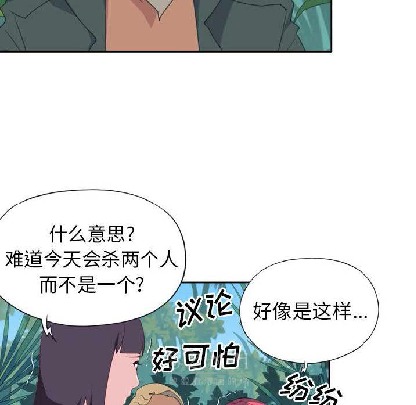 什么意思?
难道今天会杀两个人
而不是一个?
议论
好像是这样...
好可怕
纷纷